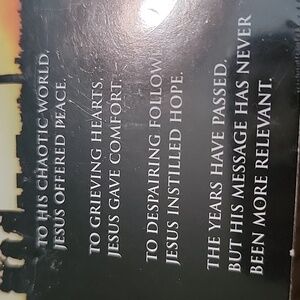 TO HIS CHAOTIC WORLD,
JESUS OFFERED PEACE.
TO GRIEVING HEARTS,
JESUS GAVE COMFORT.
TO DESPAIRING FOLLOW
JESUS INSTILLED HOPE.
THE YEARS HAVE PASSED,
BUT HIS MESSAGE HAS NEVER
BEEN MORE RELEVANT.